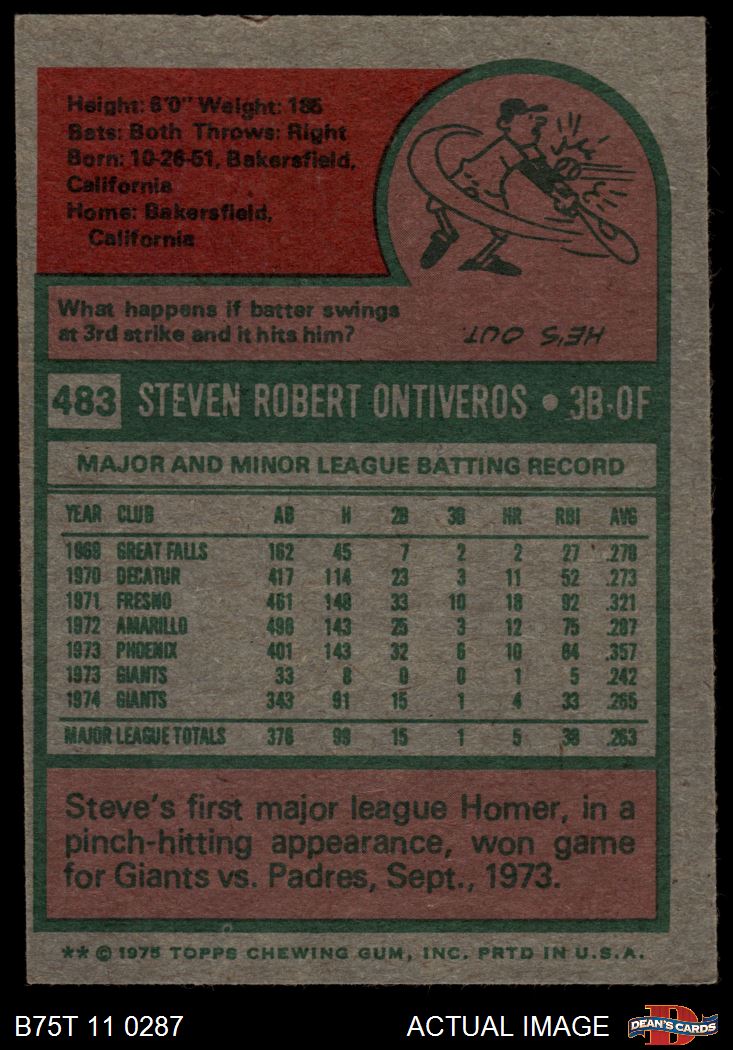 Height: 6'0" Weight: 185
Bats: Both Throws: Right
Born: 10-26-51, Bakersfield,
California
Home: Bakersfield,
California
What happens if batter swings
at 3rd strike and it hits him?
HE'S OUT.
483 STEVEN ROBERT ONTIVEROS • 3B-OF
MAJOR AND MINOR LEAGUE BATTING RECORD
YEAR CLUB AB H 2B 3B HR RBI AVG
1969 GREAT FALLS 162 45 7 2 2 27 .278
1970 DECATUR 417 114 23 3 11 52 .273
1971 FRESNO 461 148 33 10 18 92 .321
1972 AMARILLO 498 143 25 3 12 75 .287
1973 PHOENIX 401 143 32 6 10 84 .357
1973 GIANTS 33 8 0 0 1 5 .242
1974 GIANTS 343 91 15 1 4 33 .265
MAJOR LEAGUE TOTALS 376 99 15 1 5 38 .263
Steve's first major league Homer, in a
pinch-hitting appearance, won game
for Giants vs. Padres, Sept., 1973.
** © 1975 TOPPS CHEWING GUM, INC. PRTD IN U.S.A.
B75T 11 0287 ACTUAL IMAGE DEAN'S CARDS